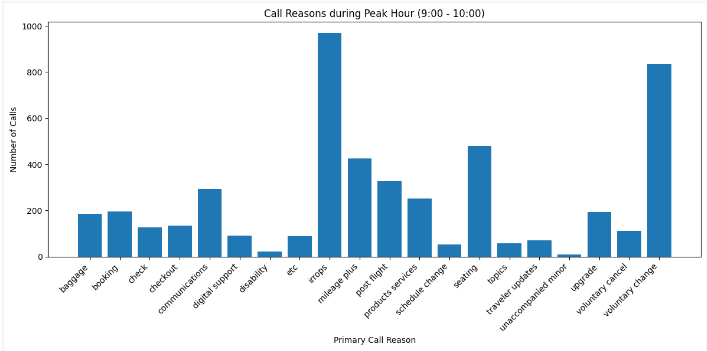 Call Reasons during Peak Hour (9:00 - 10:00)
Number of Calls
1000
800
600
400
200
0
baggage
booking
check
checkout
communications
digital support
disability
etc
irrops
mileage plus
post flight
products services
schedule change
seating
topics
traveler updates
unaccompanied minor
upgrade
voluntary cancel
voluntary change
Primary Call Reason